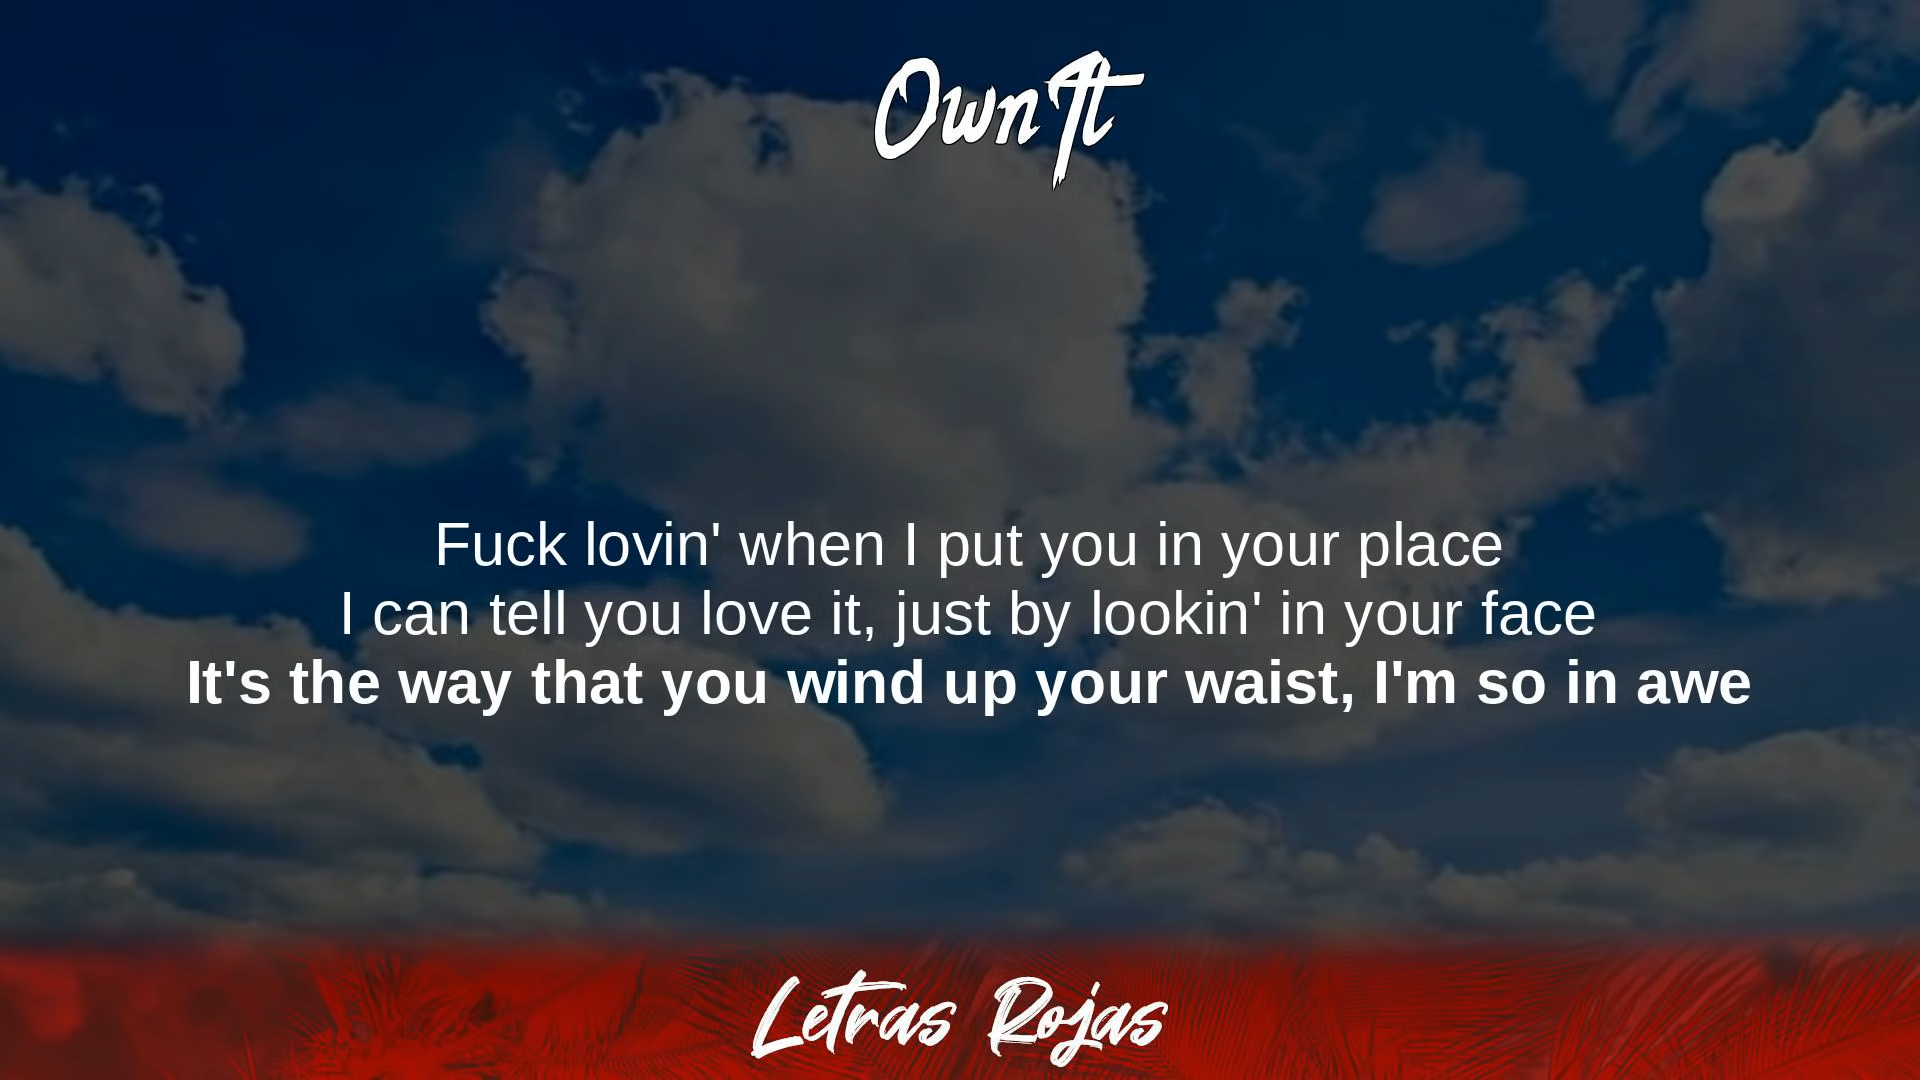 Own It
Fuck lovin' when I put you in your place
I can tell you love it, just by lookin' in your face
It's the way that you wind up your waist, I'm so in awe
Letras Rojas